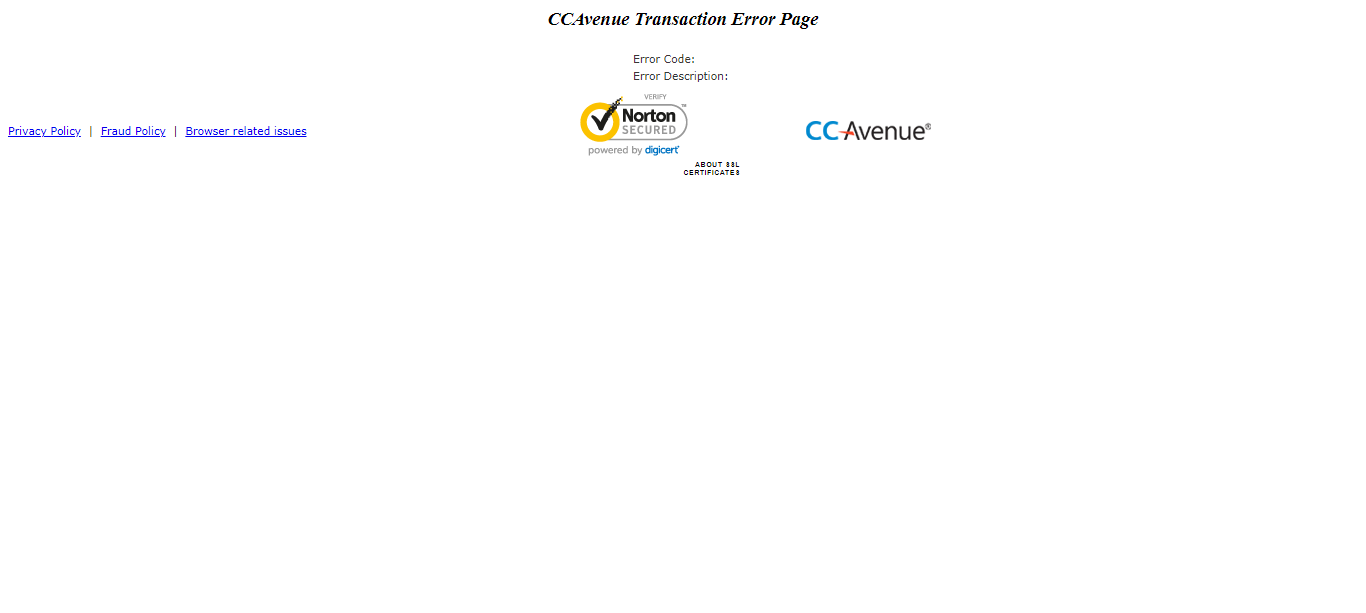 CCAvenue Transaction Error Page
Error Code:
Error Description:
Privacy Policy | Fraud Policy | Browser related issues
VERIFY
Norton™
SECURED
powered by digicert
ABOUT SSL
CERTIFICATES
CCAvenue®